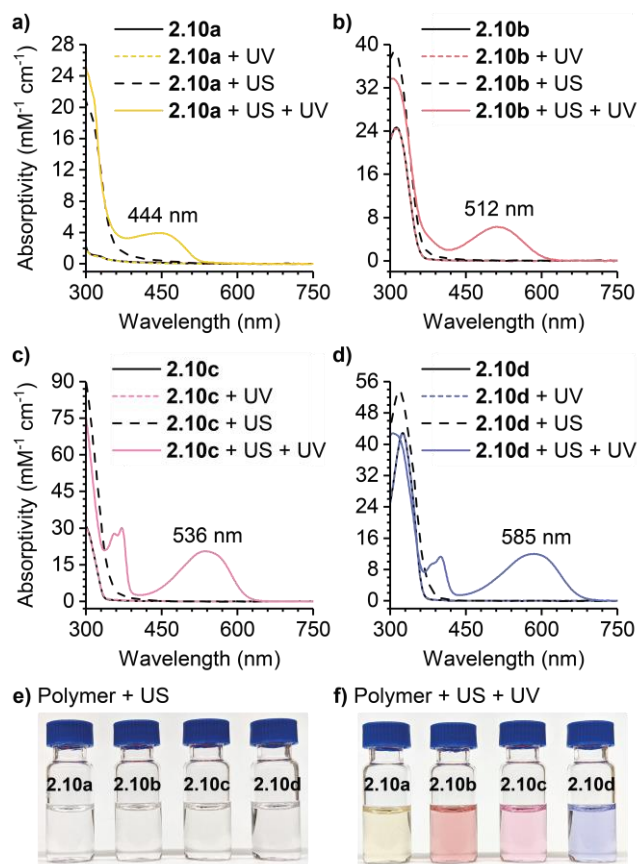 a)
2.10a
2.10a + UV
2.10a + US
2.10a + US + UV
444 nm
Absorptivity (mM⁻¹ cm⁻¹)
28
24
20
16
12
8
4
0
300 450 600 750
Wavelength (nm)
b)
2.10b
2.10b + UV
2.10b + US
2.10b + US + UV
512 nm
40
32
24
16
8
0
300 450 600 750
Wavelength (nm)
c)
2.10c
2.10c + UV
2.10c + US
2.10c + US + UV
536 nm
Absorptivity (mM⁻¹ cm⁻¹)
90
75
60
45
30
15
0
300 450 600 750
Wavelength (nm)
d)
2.10d
2.10d + UV
2.10d + US
2.10d + US + UV
585 nm
56
48
40
32
24
16
8
0
300 450 600 750
Wavelength (nm)
e) Polymer + US
2.10a 2.10b 2.10c 2.10d
f) Polymer + US + UV
2.10a 2.10b 2.10c 2.10d